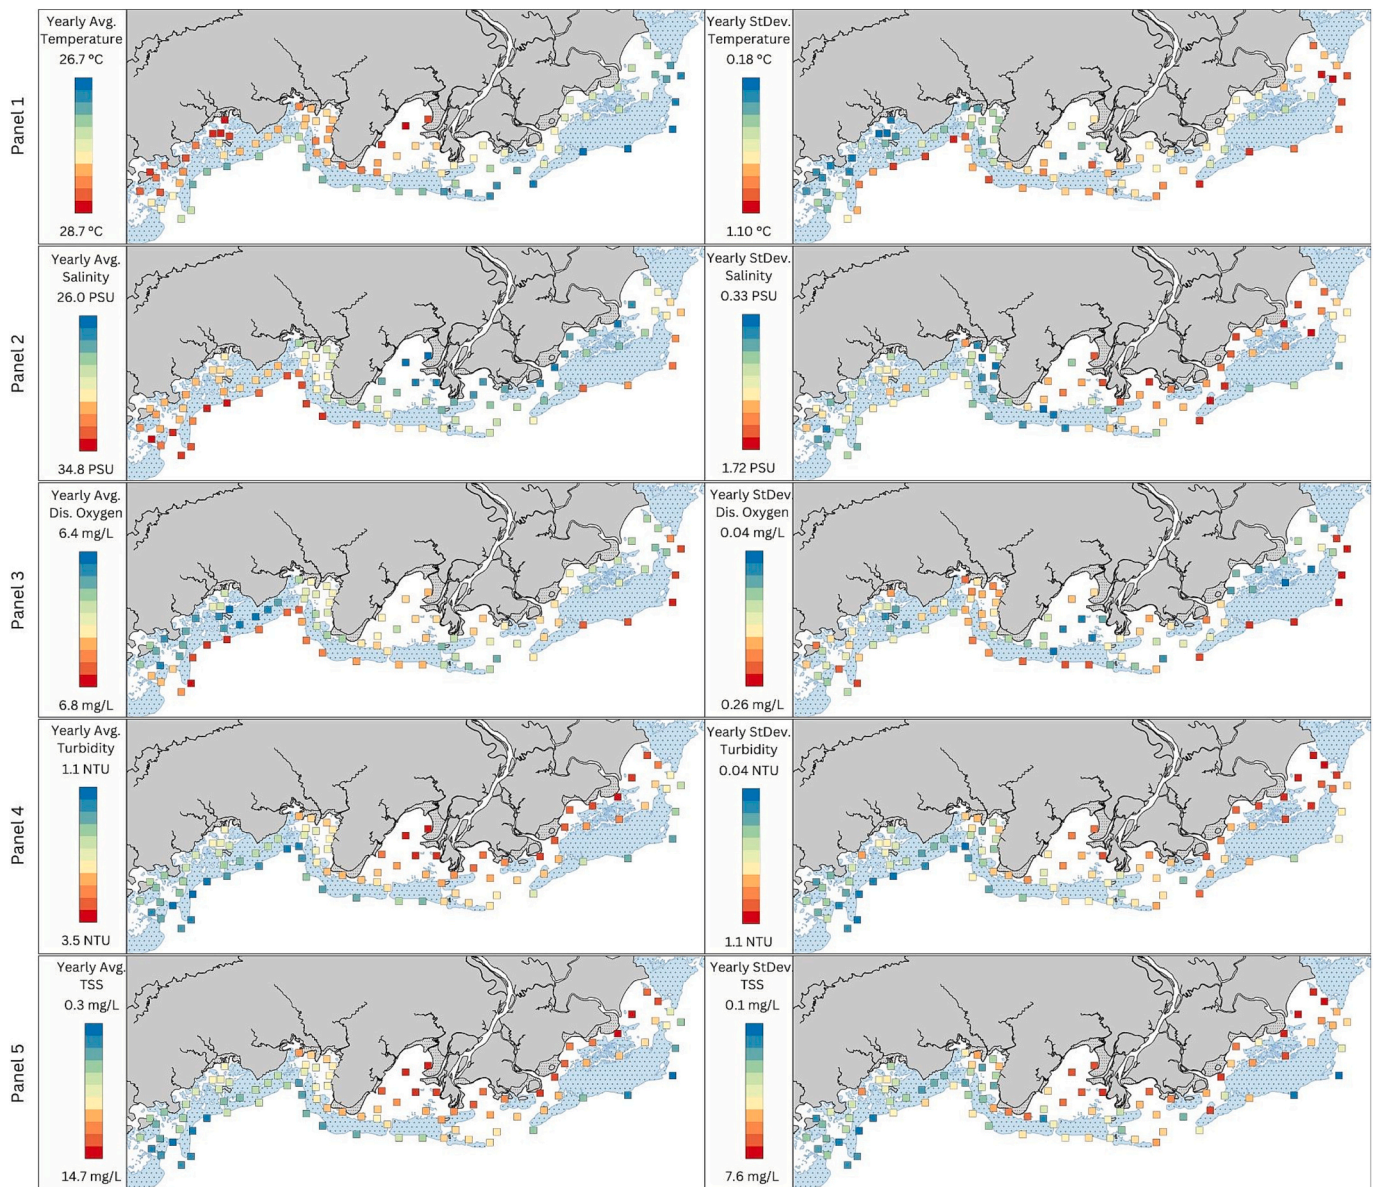 Panel 1
Yearly Avg.
Temperature
26.7 °C
28.7 °C
Yearly StDev.
Temperature
0.18 °C
1.10 °C
Panel 2
Yearly Avg.
Salinity
26.0 PSU
34.8 PSU
Yearly StDev.
Salinity
0.33 PSU
1.72 PSU
Panel 3
Yearly Avg.
Dis. Oxygen
6.4 mg/L
6.8 mg/L
Yearly StDev.
Dis. Oxygen
0.04 mg/L
0.26 mg/L
Panel 4
Yearly Avg.
Turbidity
1.1 NTU
3.5 NTU
Yearly StDev.
Turbidity
0.04 NTU
1.1 NTU
Panel 5
Yearly Avg.
TSS
0.3 mg/L
14.7 mg/L
Yearly StDev.
TSS
0.1 mg/L
7.6 mg/L